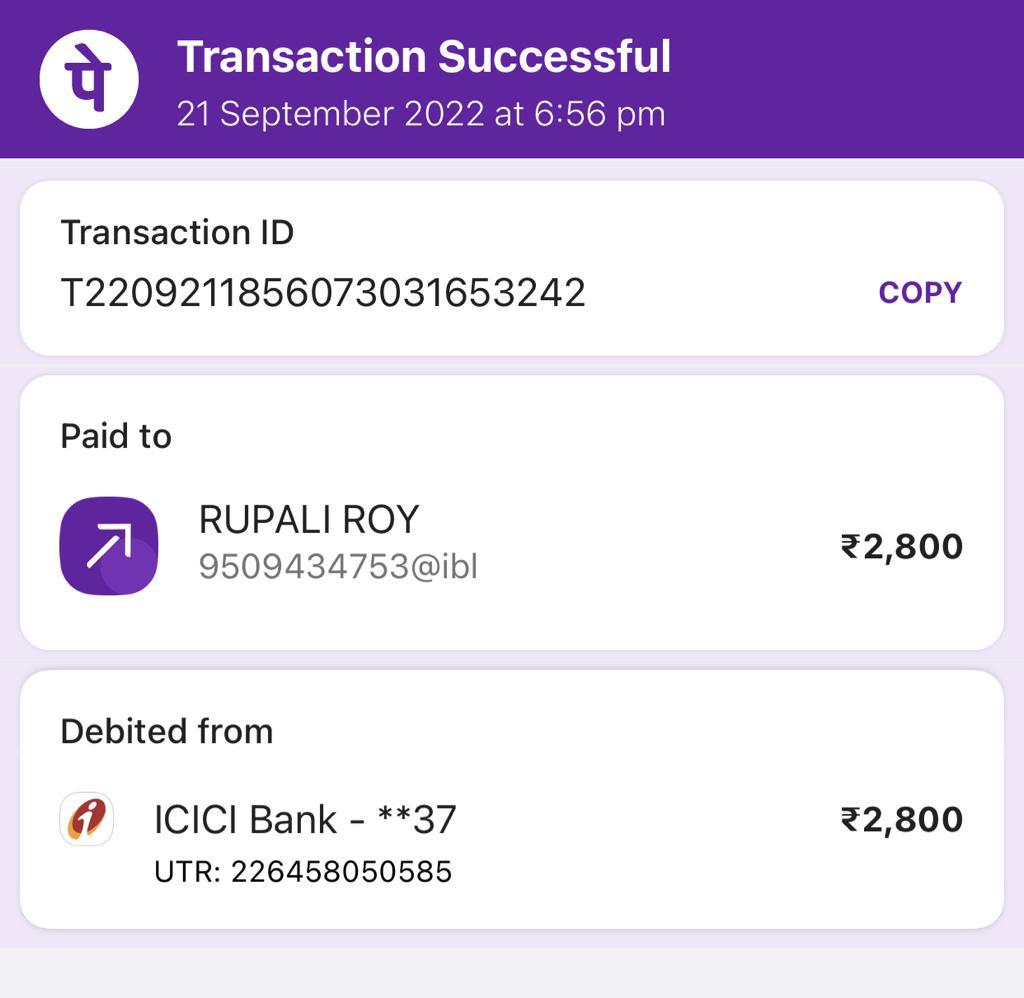 पे
Transaction Successful
21 September 2022 at 6:56 pm
Transaction ID
T2209211856073031653242
COPY
Paid to
RUPALI ROY
9509434753@ibl
₹2,800
Debited from
ICICI Bank - **37
₹2,800
UTR: 226458050585